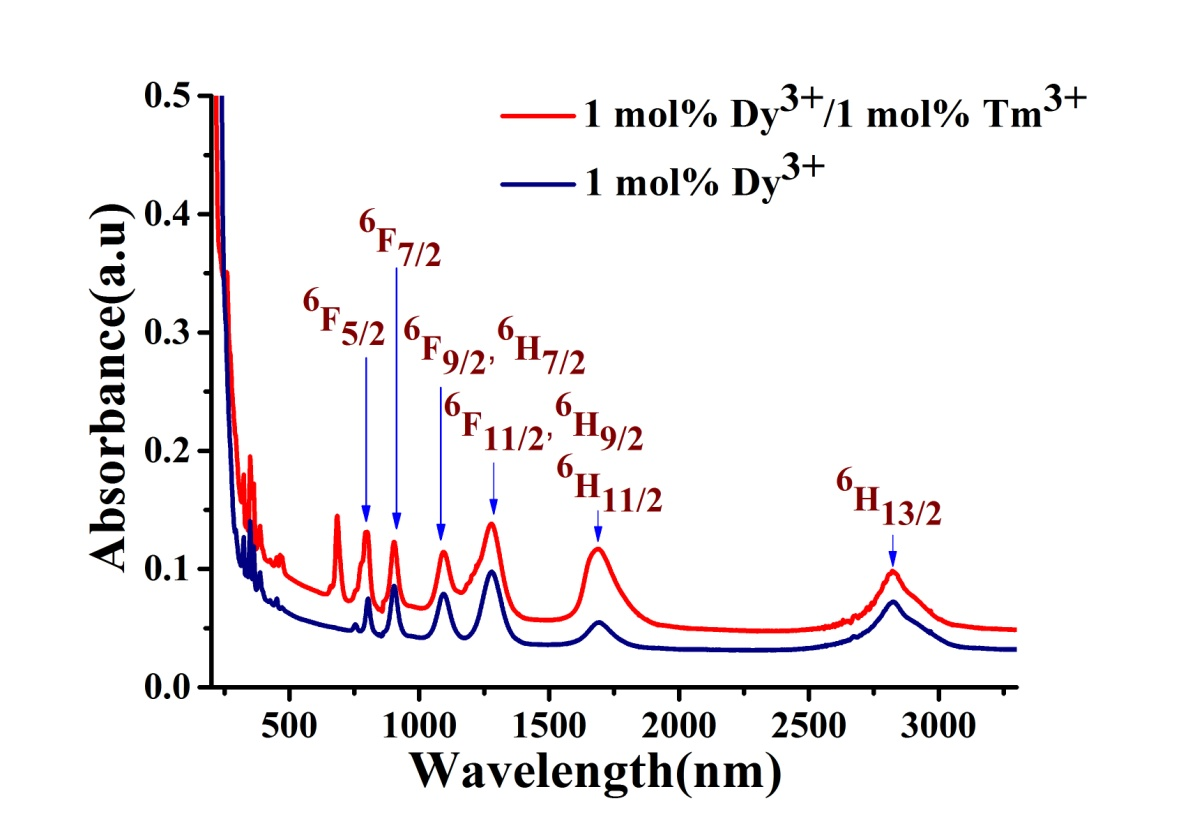 0.5
0.4
0.3
0.2
0.1
0.0
Absorbance(a.u)
1 mol% Dy³⁺/1 mol% Tm³⁺
1 mol% Dy³⁺
⁶F₇/₂
⁶F₅/₂
⁶F₉/₂, ⁶H₇/₂
⁶F₁₁/₂, ⁶H₉/₂
⁶H₁₁/₂
⁶H₁₃/₂
500 1000 1500 2000 2500 3000
Wavelength(nm)